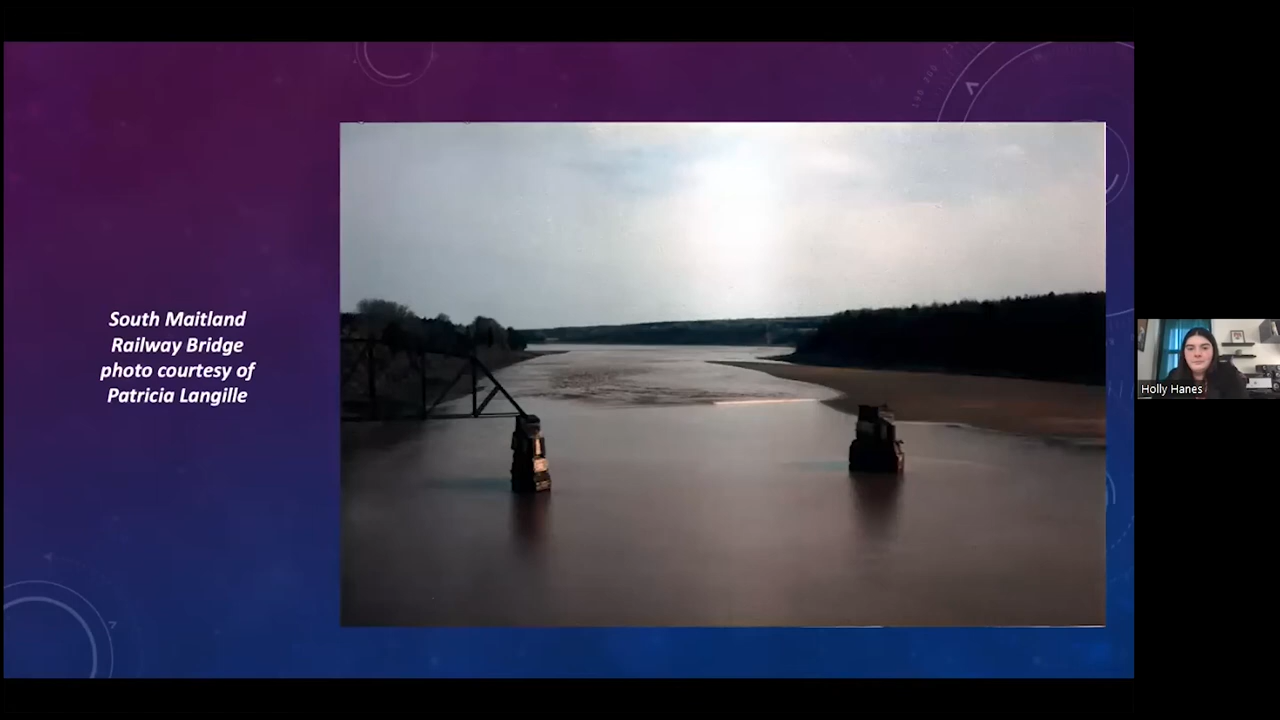 South Maitland
Railway Bridge
photo courtesy of
Patricia Langille
Holly Hanes